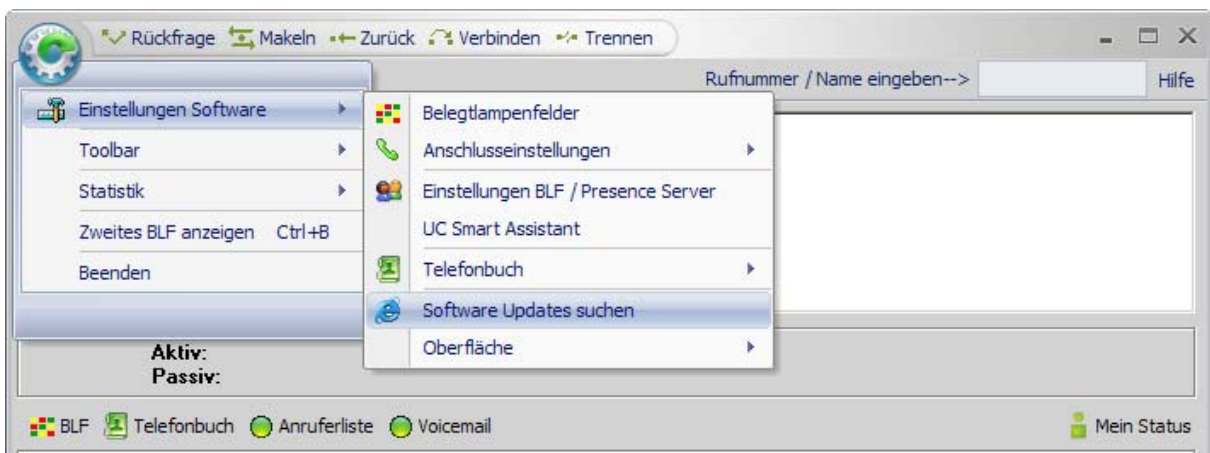 Rückfrage Makeln Zurück Verbinden Trennen
Rufnummer / Name eingeben--> Hilfe
Einstellungen Software
Toolbar
Statistik
Zweites BLF anzeigen Ctrl+B
Beenden
Belegtlampenfelder
Anschlusseinstellungen
Einstellungen BLF / Presence Server
UC Smart Assistant
Telefonbuch
Software Updates suchen
Oberfläche
Aktiv:
Passiv:
BLF Telefonbuch Anruferliste Voicemail Mein Status